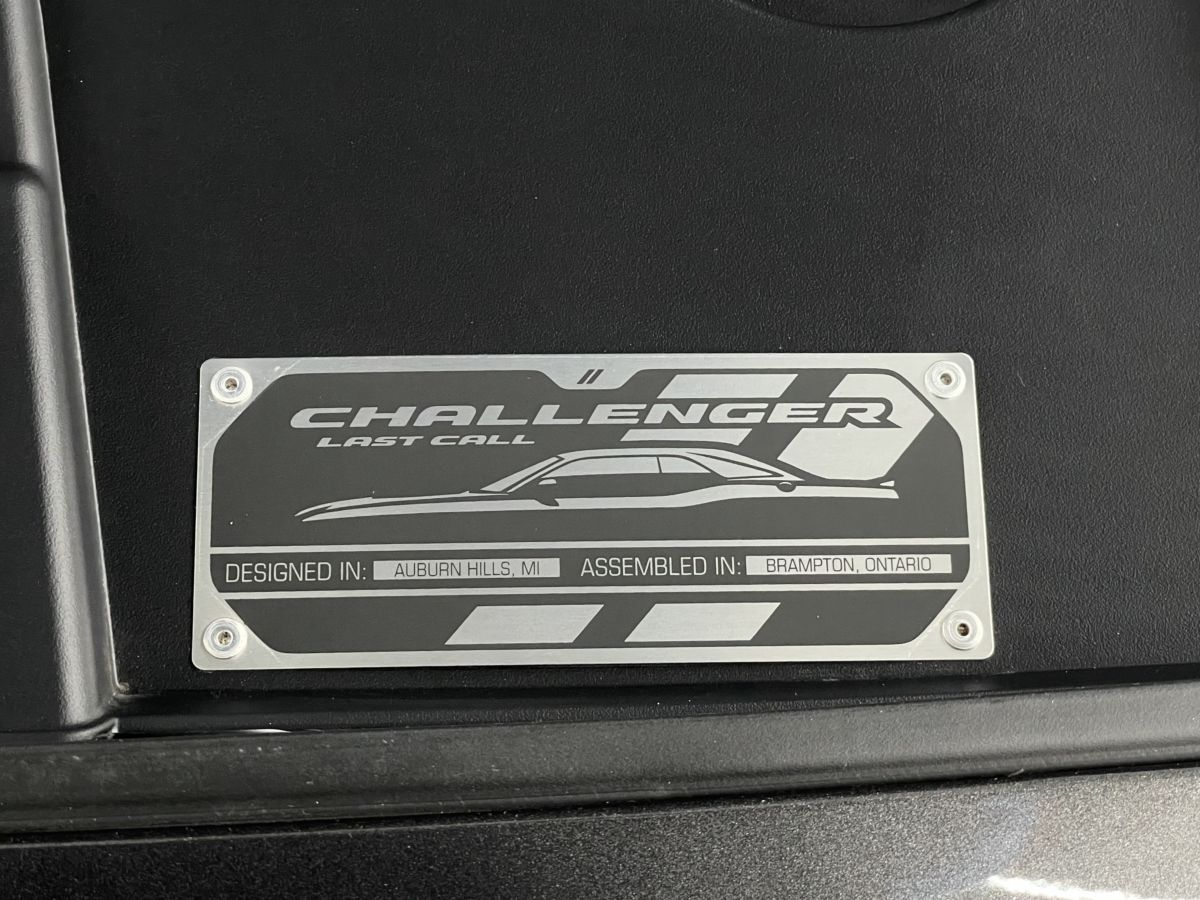 CHALLENGER
LAST CALL
DESIGNED IN: AUBURN HILLS, MI ASSEMBLED IN: BRAMPTON, ONTARIO